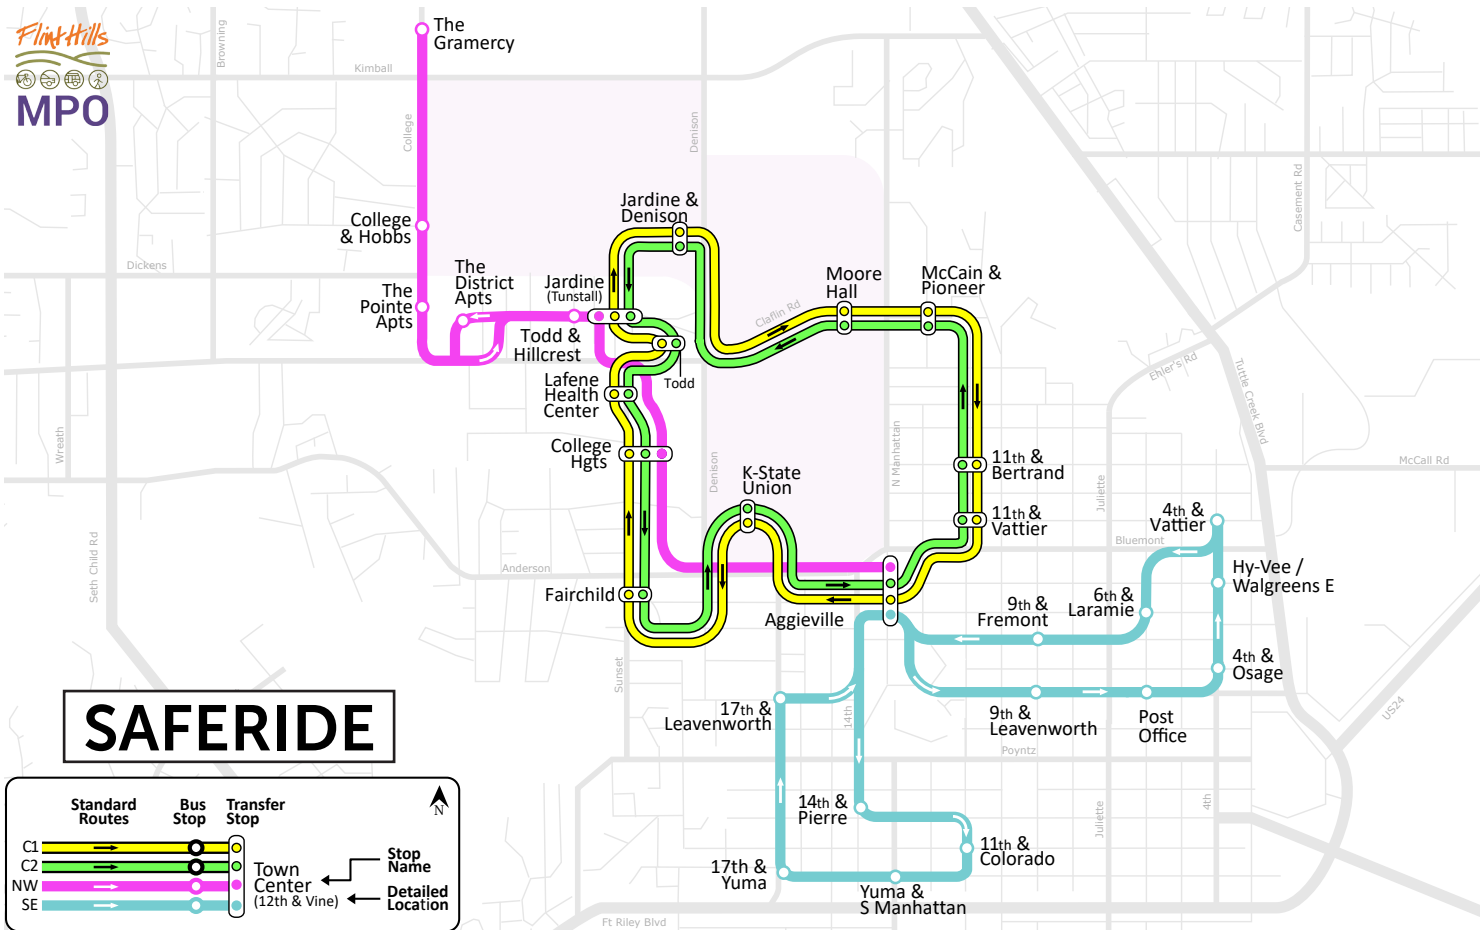 Flint Hills
MPO
The
Gramercy
Browning
Kimball
College
Denison
College
& Hobbs
Dickens
The
Pointe
Apts
The
District
Apts
Jardine
(Tunstall)
Todd &
Hillcrest
Jardine &
Denison
Claflin Rd
Moore
Hall
McCain &
Pioneer
Casement Rd
Ehler's Rd
Tuttle Creek Blvd
McCall Rd
Todd
Lafene
Health
Center
College
Hgts
Wreath
Denison
N Manhattan
K-State
Union
11th &
Bertrand
11th &
Vattier
Juliette
4th &
Vattier
Bluemont
Hy-Vee /
Walgreens E
Seth Child Rd
Anderson
Fairchild
Aggieville
9th &
Fremont
6th &
Laramie
4th &
Osage
Sunset
17th &
Leavenworth
14th
9th &
Leavenworth
Post
Office
US24
Poyntz
14th &
Pierre
11th &
Colorado
Juliette
4th
17th &
Yuma
Yuma &
S Manhattan
Ft Riley Blvd
SAFERIDE
Standard
Routes
Bus
Stop
Transfer
Stop
N
C1
C2
NW
SE
Town
Center
(12th & Vine)
Stop
Name
Detailed
Location